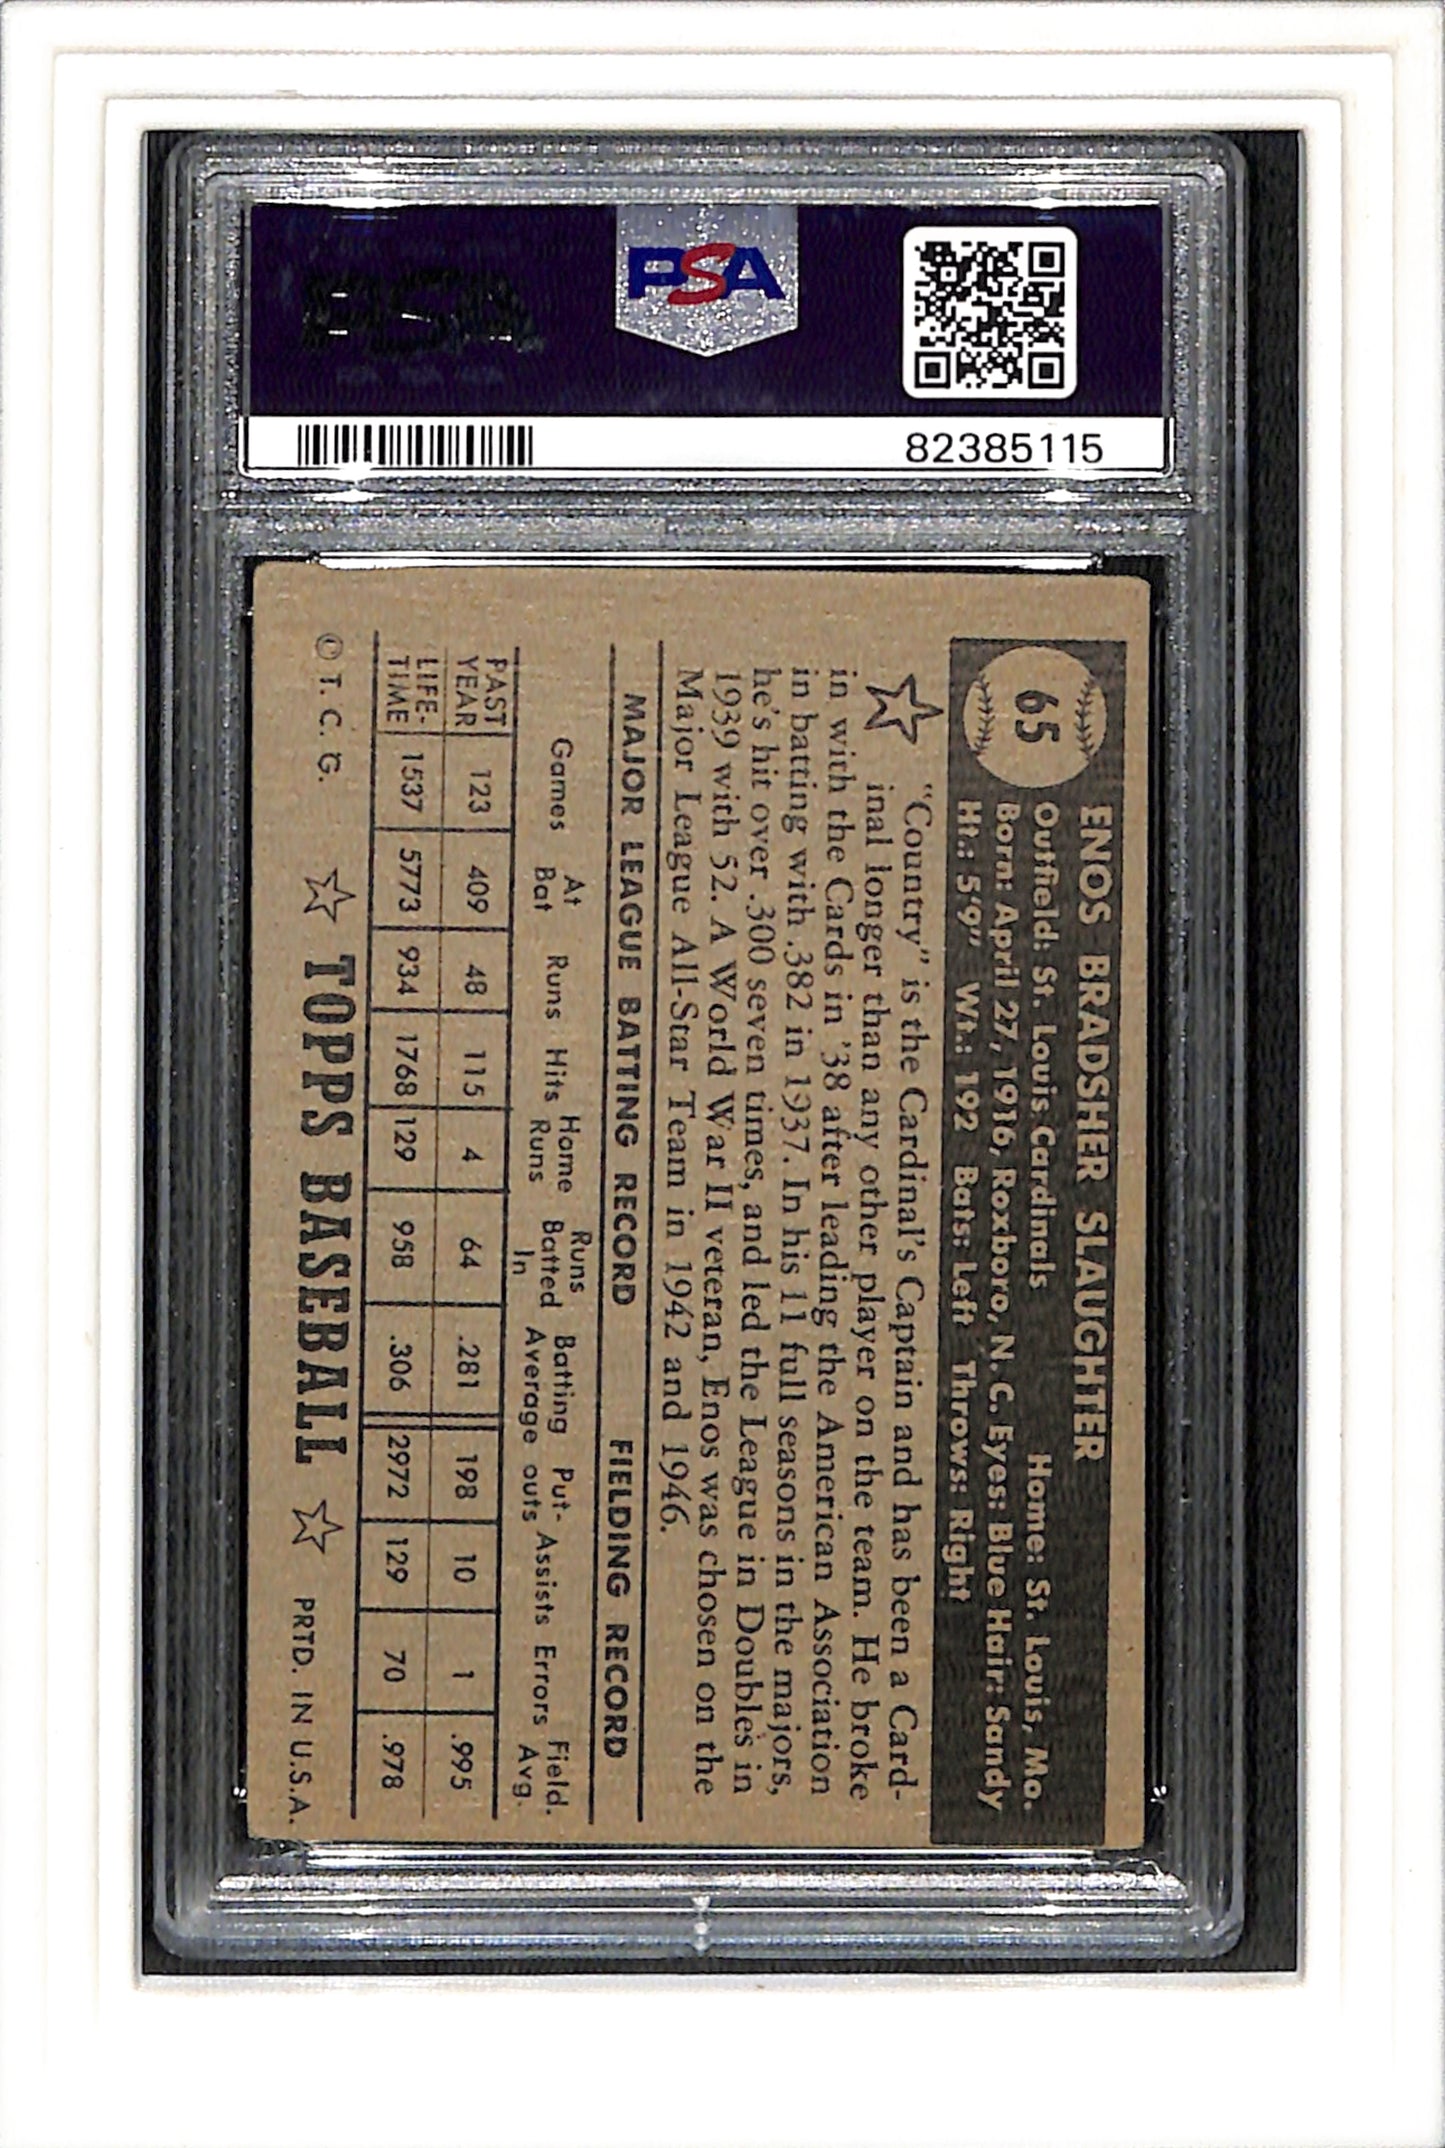 PSA
PSA
82385115
65
ENOS BRADSHER SLAUGHTER
Outfield: St. Louis Cardinals Home: St. Louis, Mo.
Born: April 27, 1916, Roxboro, N. C. Eyes: Blue Hair: Sandy
Ht.: 5'9" Wt.: 192 Bats: Left Throws: Right
"Country" is the Cardinal's Captain and has been a Card-
inal longer than any other player on the team. He broke
in with the Cards in '38 after leading the American Association
in batting with .382 in 1937. In his 11 full seasons in the majors,
he's hit over .300 seven times, and led the League in Doubles in
1939 with 52. A World War II veteran, Enos was chosen on the
Major League All-Star Team in 1942 and 1946.
MAJOR LEAGUE BATTING RECORD FIELDING RECORD
Games At Bat Runs Hits Home Runs Runs Batted In Batting Average Put-outs Assists Errors Field. Avg.
PAST YEAR 123 409 48 115 4 64 .281 198 10 1 .995
LIFE-TIME 1537 5773 934 1768 129 958 .306 2972 129 70 .978
© T. C. G. TOPPS BASEBALL PRTD. IN U.S.A.